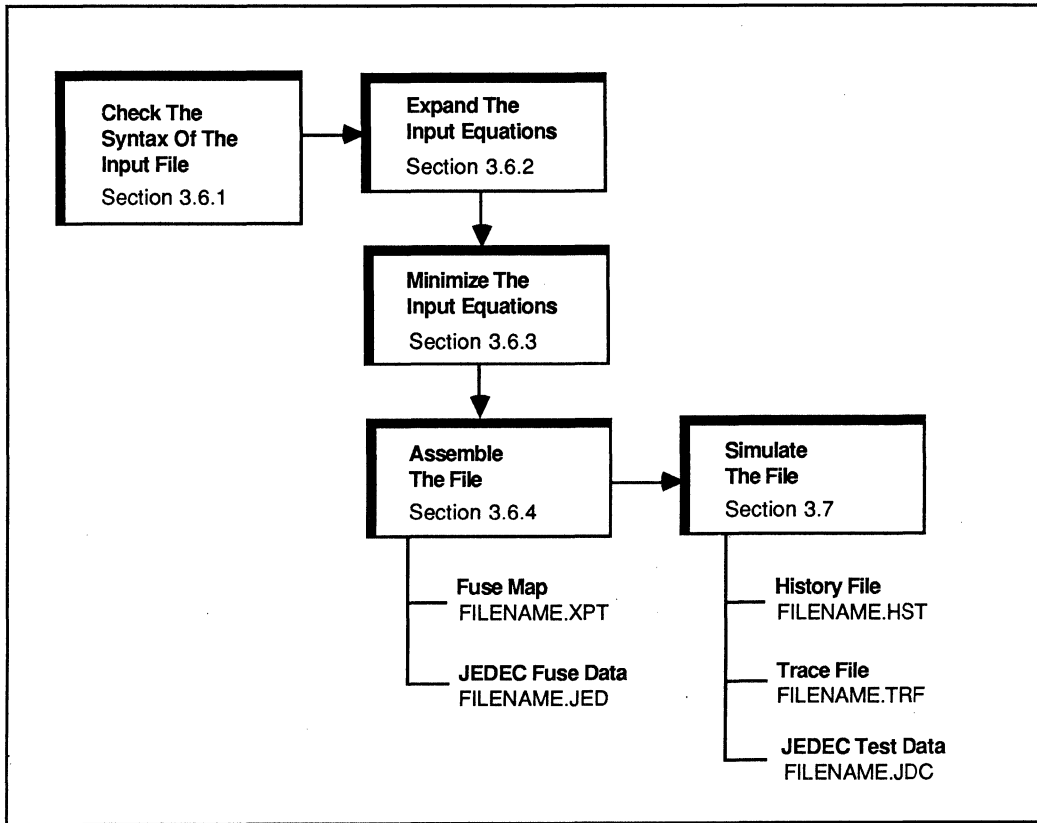 Check The
Syntax Of The
Input File
Section 3.6.1
Expand The
Input Equations
Section 3.6.2
Minimize The
Input Equations
Section 3.6.3
Assemble
The File
Section 3.6.4
Simulate
The File
Section 3.7
Fuse Map
FILENAME.XPT
JEDEC Fuse Data
FILENAME.JED
History File
FILENAME.HST
Trace File
FILENAME.TRF
JEDEC Test Data
FILENAME.JDC